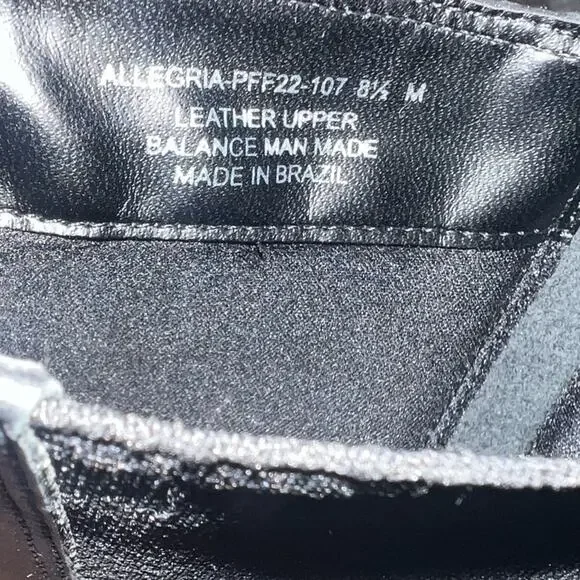 ALLEGRIA-PFF22-107 8½ M
LEATHER UPPER
BALANCE MAN MADE
MADE IN BRAZIL